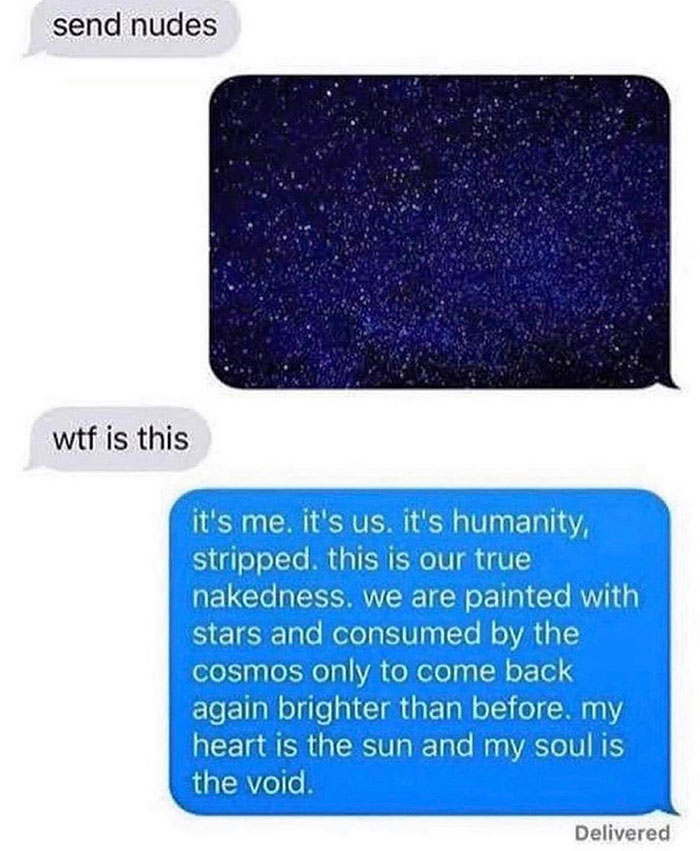 send nudes
wtf is this
it's me. it's us. it's humanity,
stripped. this is our true
nakedness. we are painted with
stars and consumed by the
cosmos only to come back
again brighter than before. my
heart is the sun and my soul is
the void.
Delivered